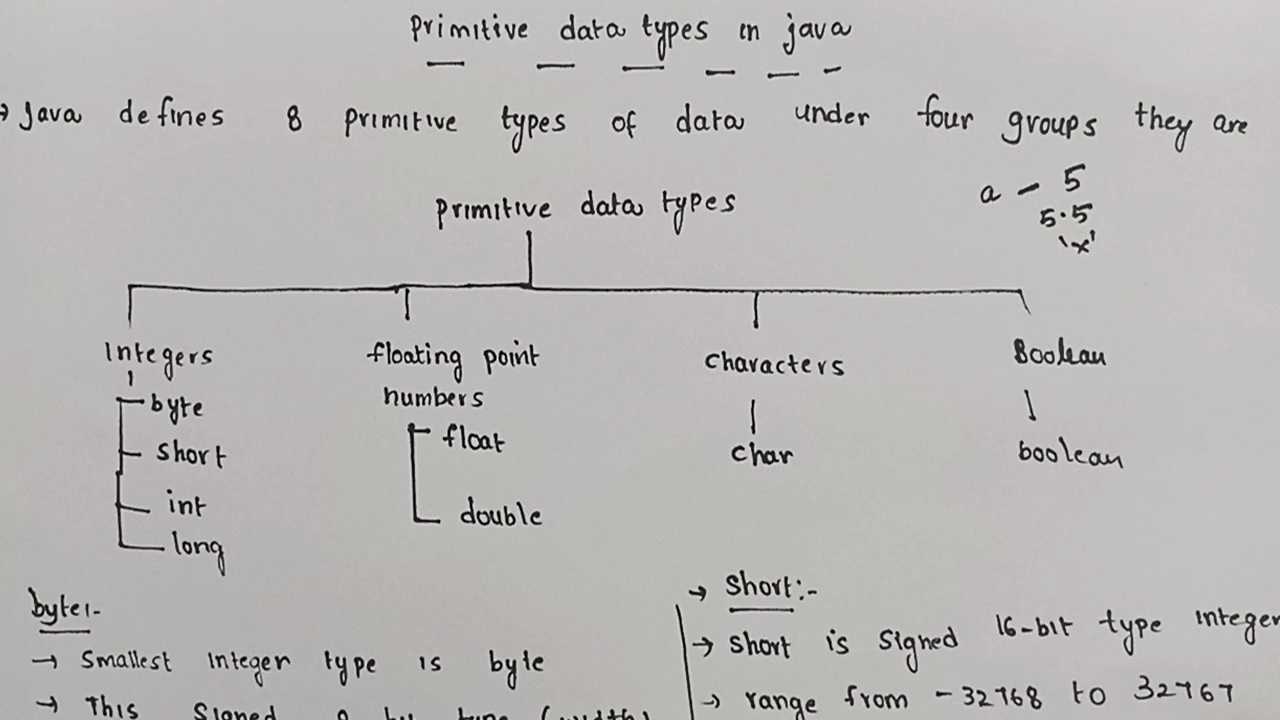 Primitive data types in java
→ Java defines 8 primitive types of data under four groups they are
a - 5
5.5
'x'
Primitive data types
Integers
byte
short
int
long
floating point
numbers
float
double
Characters
char
Boolean
boolean
byte:-
→ Smallest Integer type is byte
→ This Signed
→ Short:-
→ Short is Signed 16-bit type integer
→ range from -32768 to 32767